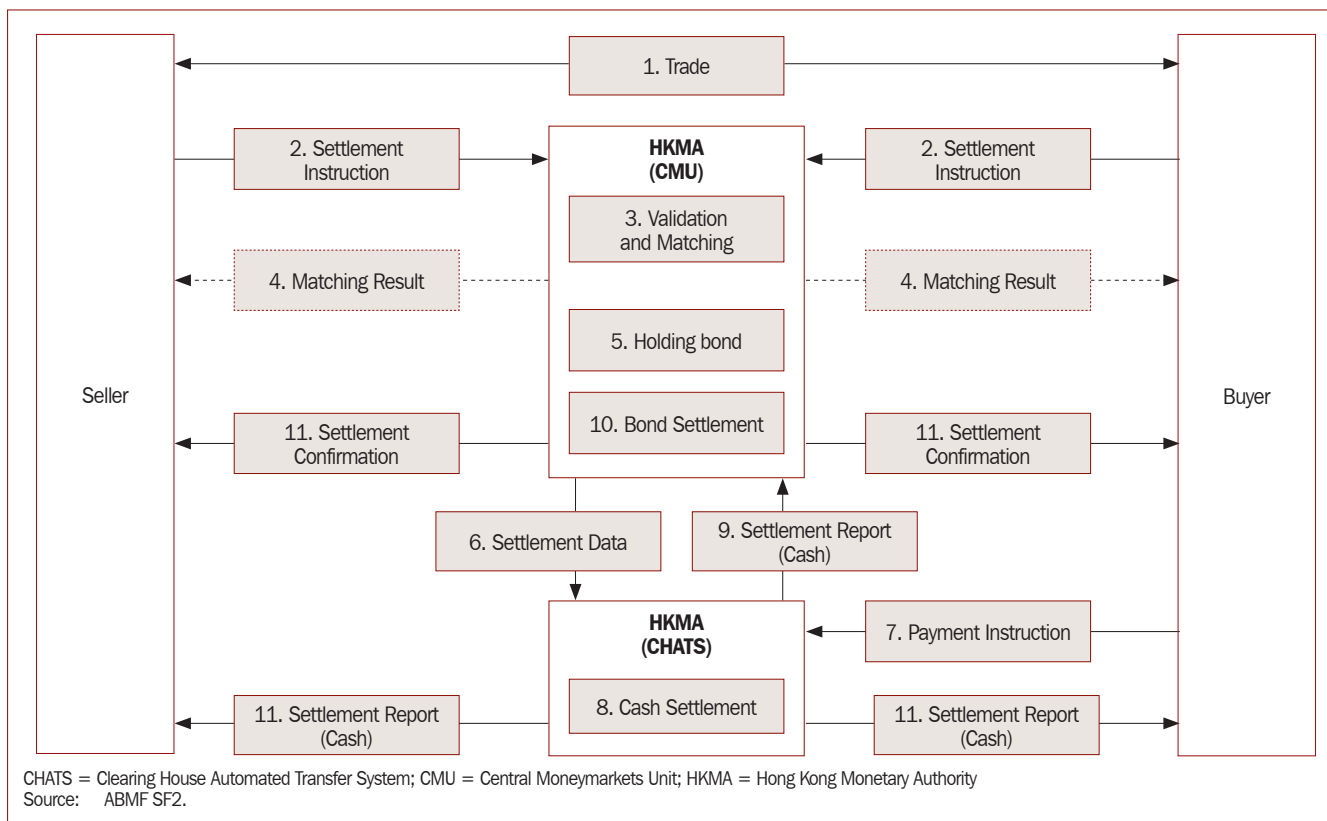 1. Trade
2. Settlement
Instruction
HKMA
(CMU)
2. Settlement
Instruction
3. Validation
and Matching
4. Matching Result
4. Matching Result
5. Holding bond
Seller
Buyer
10. Bond Settlement
11. Settlement
Confirmation
11. Settlement
Confirmation
6. Settlement Data
9. Settlement Report
(Cash)
HKMA
(CHATS)
7. Payment Instruction
8. Cash Settlement
11. Settlement Report
(Cash)
11. Settlement Report
(Cash)
CHATS = Clearing House Automated Transfer System; CMU = Central Moneymarkets Unit; HKMA = Hong Kong Monetary Authority
Source: ABMF SF2.